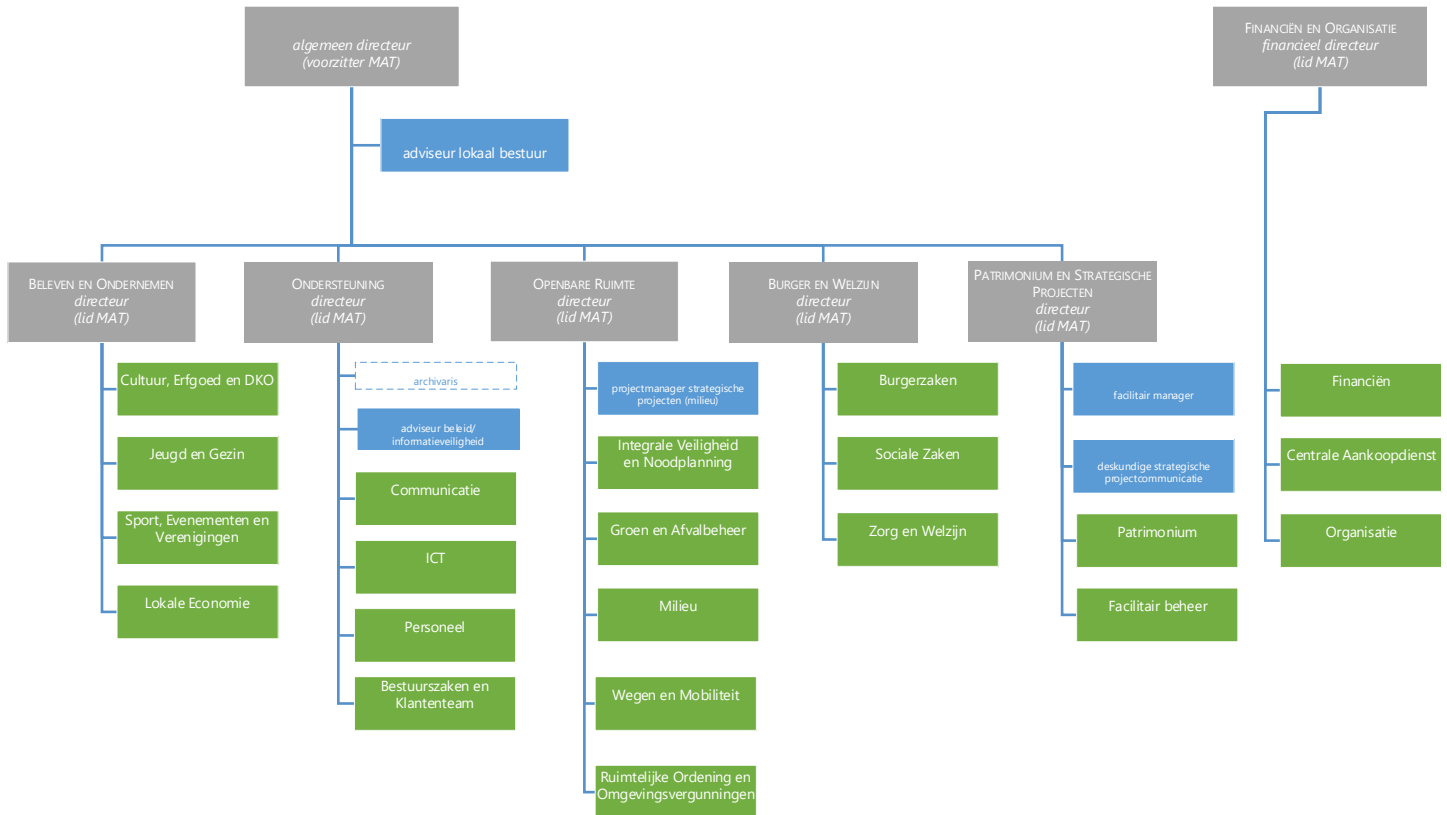 algemeen directeur
(voorzitter MAT)
FINANCIËN EN ORGANISATIE
financieel directeur
(lid MAT)
adviseur lokaal bestuur
BELEVEN EN ONDERNEMEN
directeur
(lid MAT)
ONDERSTEUNING
directeur
(lid MAT)
OPENBARE RUIMTE
directeur
(lid MAT)
BURGER EN WELZIJN
directeur
(lid MAT)
PATRIMONIUM EN STRATEGISCHE
PROJECTEN
directeur
(lid MAT)
Cultuur, Erfgoed en DKO
Jeugd en Gezin
Sport, Evenementen en
Verenigingen
Lokale Economie
archivaris
adviseur beleid/
informatieveiligheid
Communicatie
ICT
Personeel
Bestuurszaken en
Klantenteam
projectmanager strategische
projecten (milieu)
Integrale Veiligheid
en Noodplanning
Groen en Afvalbeheer
Milieu
Wegen en Mobiliteit
Ruimtelijke Ordening en
Omgevingsvergunningen
Burgerzaken
Sociale Zaken
Zorg en Welzijn
facilitair manager
deskundige strategische
projectcommunicatie
Patrimonium
Facilitair beheer
Financiën
Centrale Aankoopdienst
Organisatie